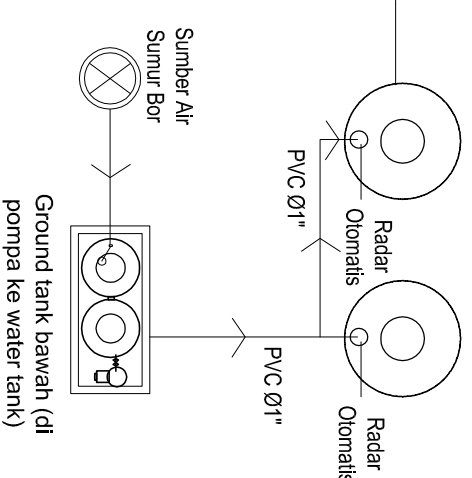 Sumber Air
Sumur Bor
PVC Ø1"
Radar
Otomatis
Ground tank bawah (di
pompa ke water tank)
PVC Ø1"
Radar
Otomatis